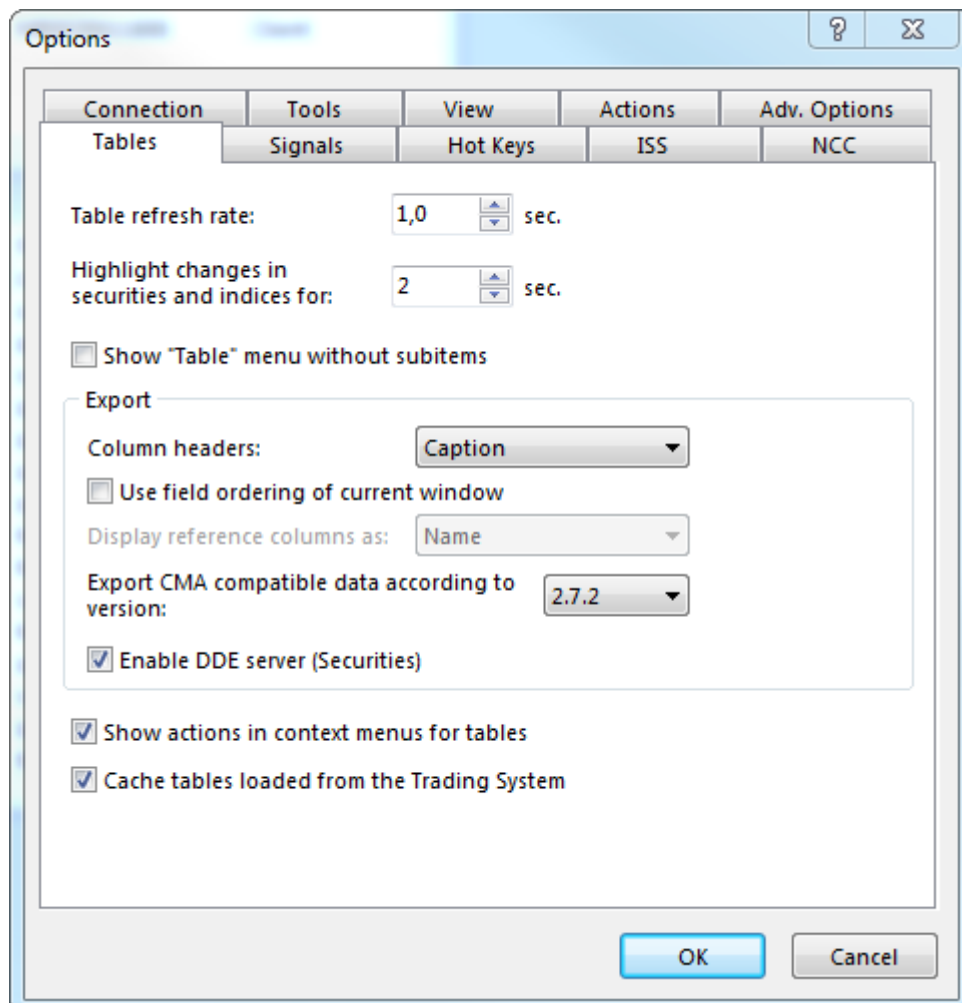 Options
Connection Tools View Actions Adv. Options
Tables Signals Hot Keys ISS NCC
Table refresh rate: 1,0 sec.
Highlight changes in
securities and indices for: 2 sec.
Show "Table" menu without subitems
Export
Column headers: Caption
Use field ordering of current window
Display reference columns as: Name
Export CMA compatible data according to
version: 2.7.2
Enable DDE server (Securities)
Show actions in context menus for tables
Cache tables loaded from the Trading System
OK Cancel